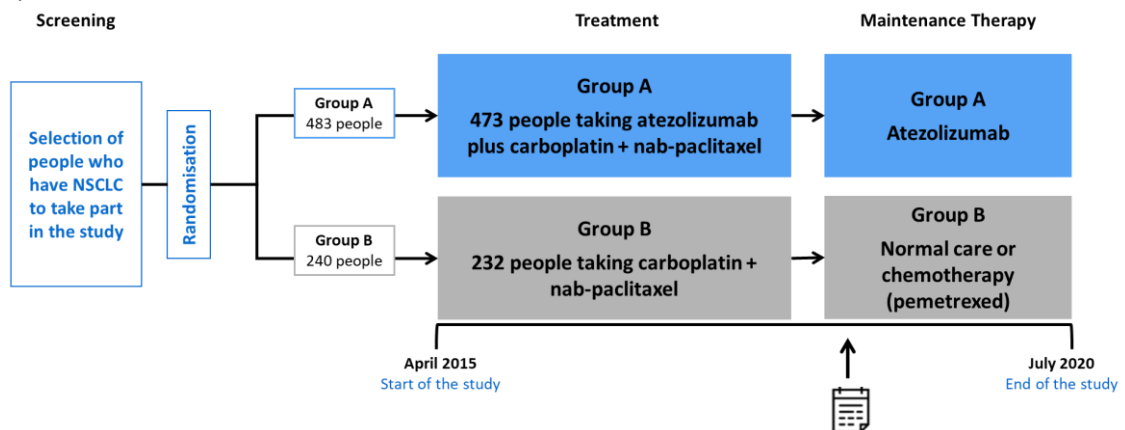 Screening
Treatment
Maintenance Therapy
Selection of
people who
have NSCLC
to take part
in the study
Randomisation
Group A
483 people
Group A
473 people taking atezolizumab
plus carboplatin + nab-paclitaxel
Group A
Atezolizumab
Group B
240 people
Group B
232 people taking carboplatin +
nab-paclitaxel
Group B
Normal care or
chemotherapy
(pemetrexed)
April 2015
Start of the study
July 2020
End of the study